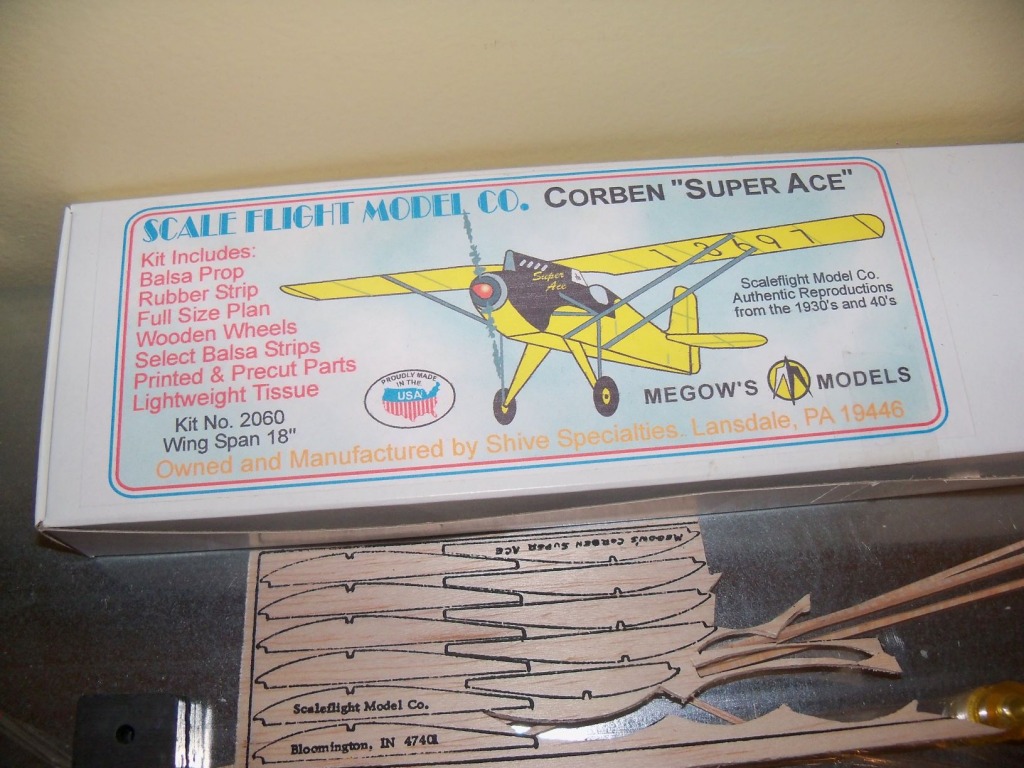 SCALE FLIGHT MODEL CO. CORBEN "SUPER ACE"
Kit Includes:
Balsa Prop
Rubber Strip
Full Size Plan
Wooden Wheels
Select Balsa Strips
Printed & Precut Parts
Lightweight Tissue
Kit No. 2060
Wing Span 18"
PROUDLY MADE
IN THE
USA!
Super
Ace
13697
Scaleflight Model Co.
Authentic Reproductions
from the 1930's and 40's
MEGOW'S MODELS
Owned and Manufactured by Shive Specialties. Lansdale, PA 19446
MEGOW'S CORBEN SUPER
ACE
Scaleflight Model Co.
Bloomington, IN 47401